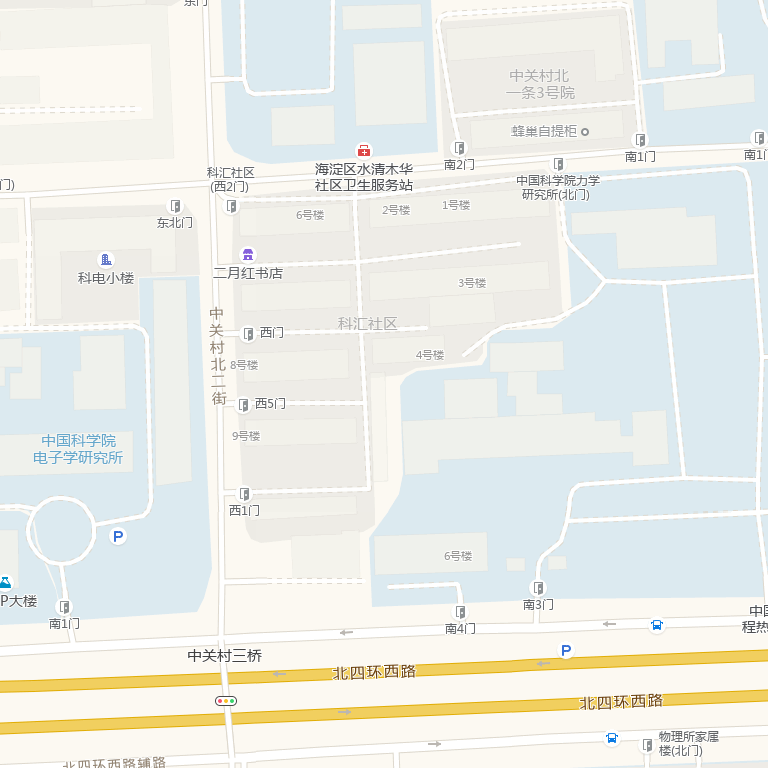 东门
中关村北
一条3号院
蜂巢自提柜
南2门
南1门
南1门
海淀区水清木华
社区卫生服务站
科汇社区
(西2门)
门)
中国科学院力学
研究所(北门)
东北门
6号楼
2号楼
1号楼
科电小楼
二月红书店
3号楼
中关村北二街
西门
科汇社区
4号楼
8号楼
西5门
9号楼
中国科学院
电子学研究所
西1门
6号楼
P
P大楼
南1门
南4门
南3门
中国
程热
中关村三桥
P
北四环西路
北四环西路
物理所家属
楼(北门)
北四环西路辅路